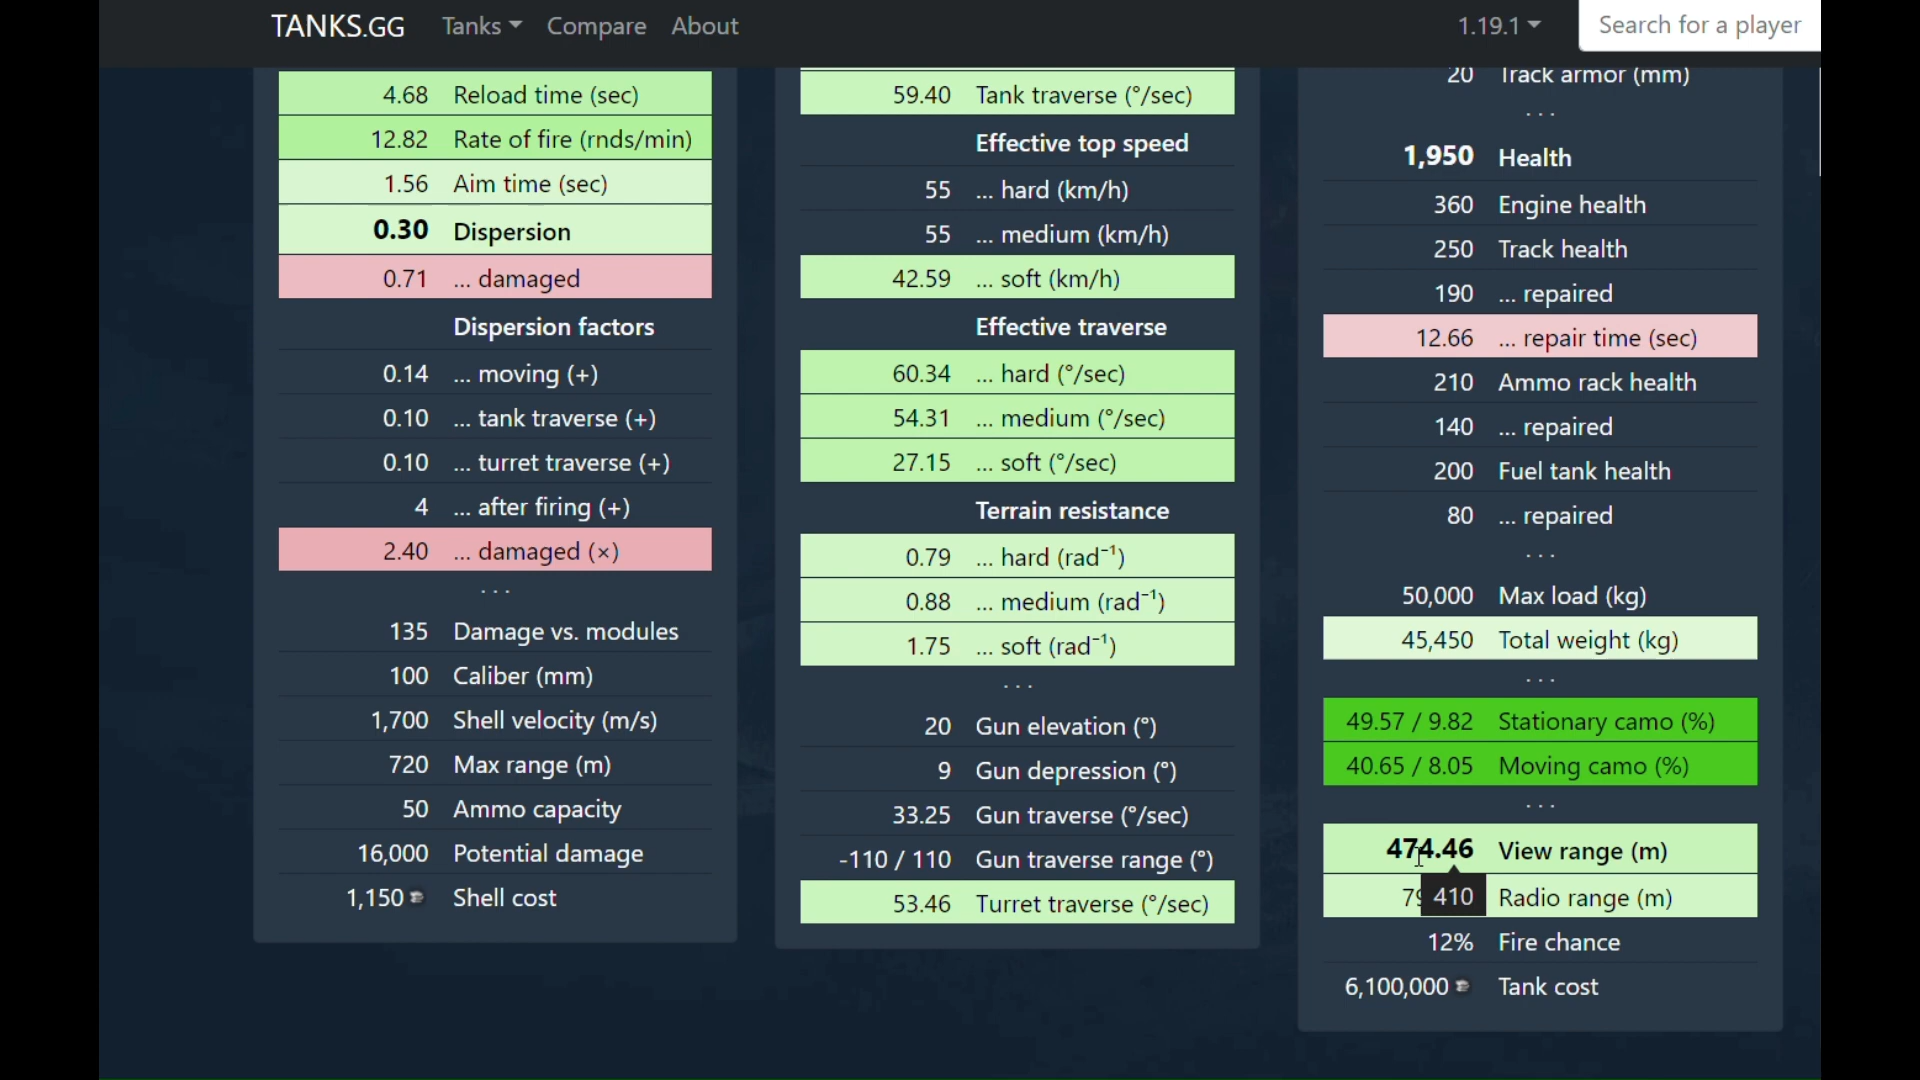 TANKS.GG Tanks Compare About 1.19.1 Search for a player
4.68 Reload time (sec)
12.82 Rate of fire (rnds/min)
1.56 Aim time (sec)
0.30 Dispersion
0.71 ... damaged
Dispersion factors
0.14 ... moving (+)
0.10 ... tank traverse (+)
0.10 ... turret traverse (+)
4 ... after firing (+)
2.40 ... damaged (×)
...
135 Damage vs. modules
100 Caliber (mm)
1,700 Shell velocity (m/s)
720 Max range (m)
50 Ammo capacity
16,000 Potential damage
1,150 Shell cost
59.40 Tank traverse (°/sec)
Effective top speed
55 ... hard (km/h)
55 ... medium (km/h)
42.59 ... soft (km/h)
Effective traverse
60.34 ... hard (°/sec)
54.31 ... medium (°/sec)
27.15 ... soft (°/sec)
Terrain resistance
0.79 ... hard (rad⁻¹)
0.88 ... medium (rad⁻¹)
1.75 ... soft (rad⁻¹)
...
20 Gun elevation (°)
9 Gun depression (°)
33.25 Gun traverse (°/sec)
-110 / 110 Gun traverse range (°)
53.46 Turret traverse (°/sec)
20 Track armor (mm)
...
1,950 Health
360 Engine health
250 Track health
190 ... repaired
12.66 ... repair time (sec)
210 Ammo rack health
140 ... repaired
200 Fuel tank health
80 ... repaired
...
50,000 Max load (kg)
45,450 Total weight (kg)
...
49.57 / 9.82 Stationary camo (%)
40.65 / 8.05 Moving camo (%)
...
474.46 View range (m)
410 Radio range (m)
12% Fire chance
6,100,000 Tank cost